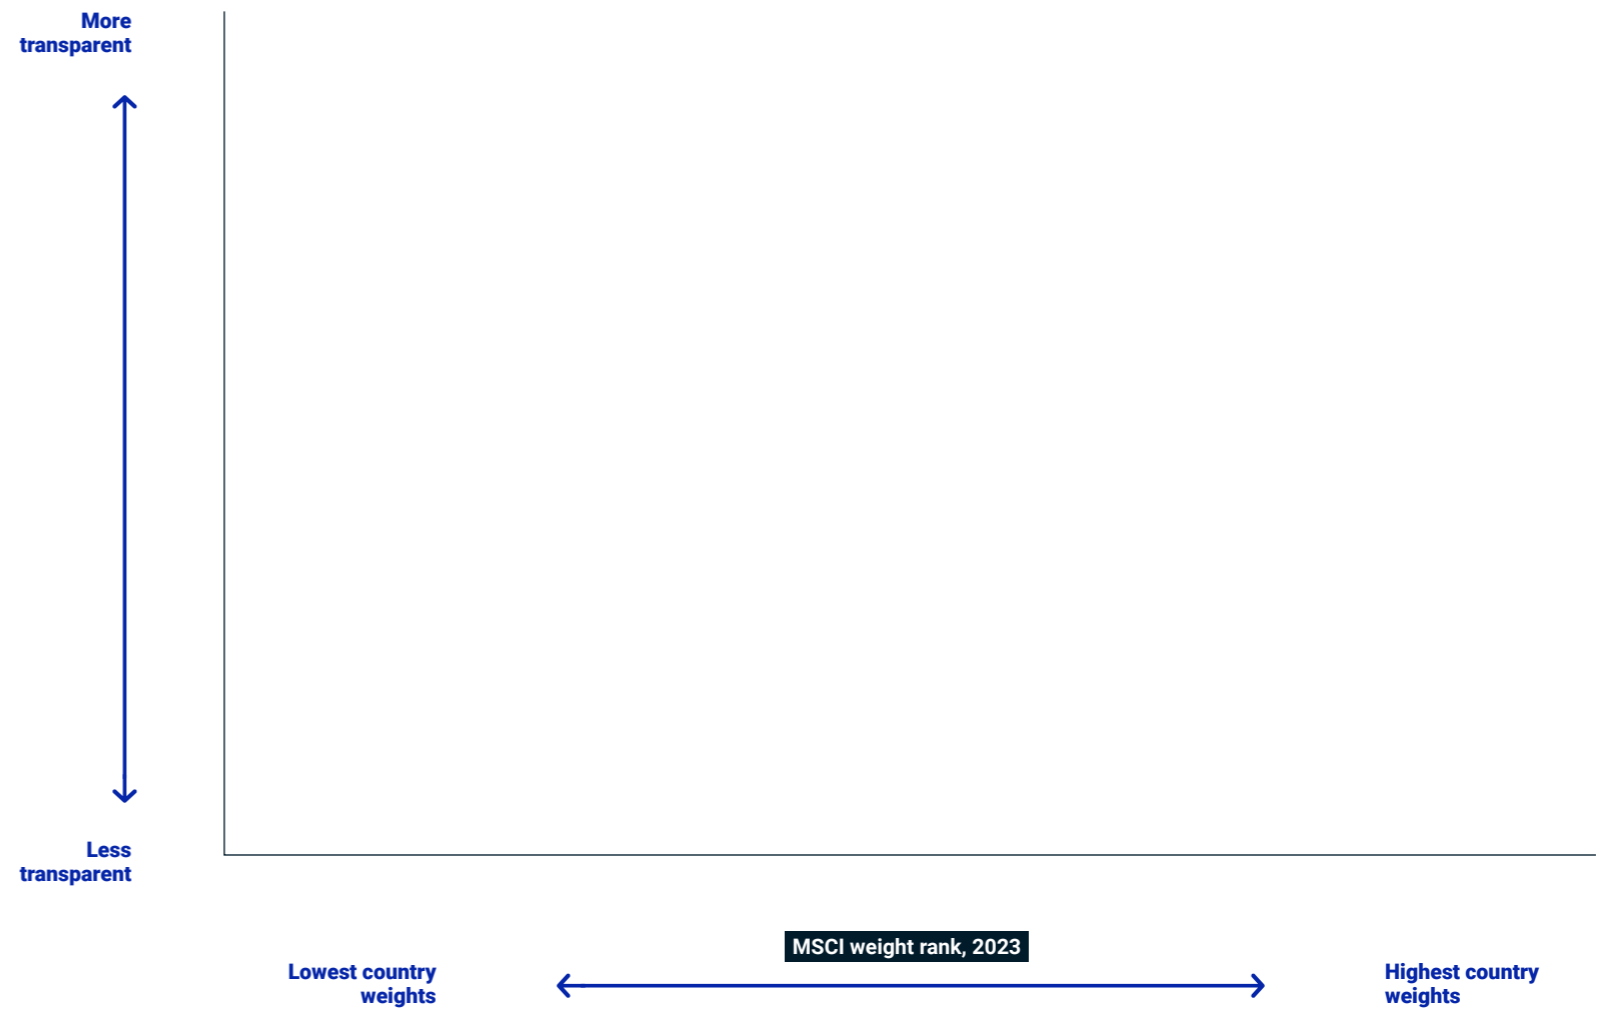 More
transparent
Less
transparent
MSCI weight rank, 2023
Lowest country
weights
Highest country
weights